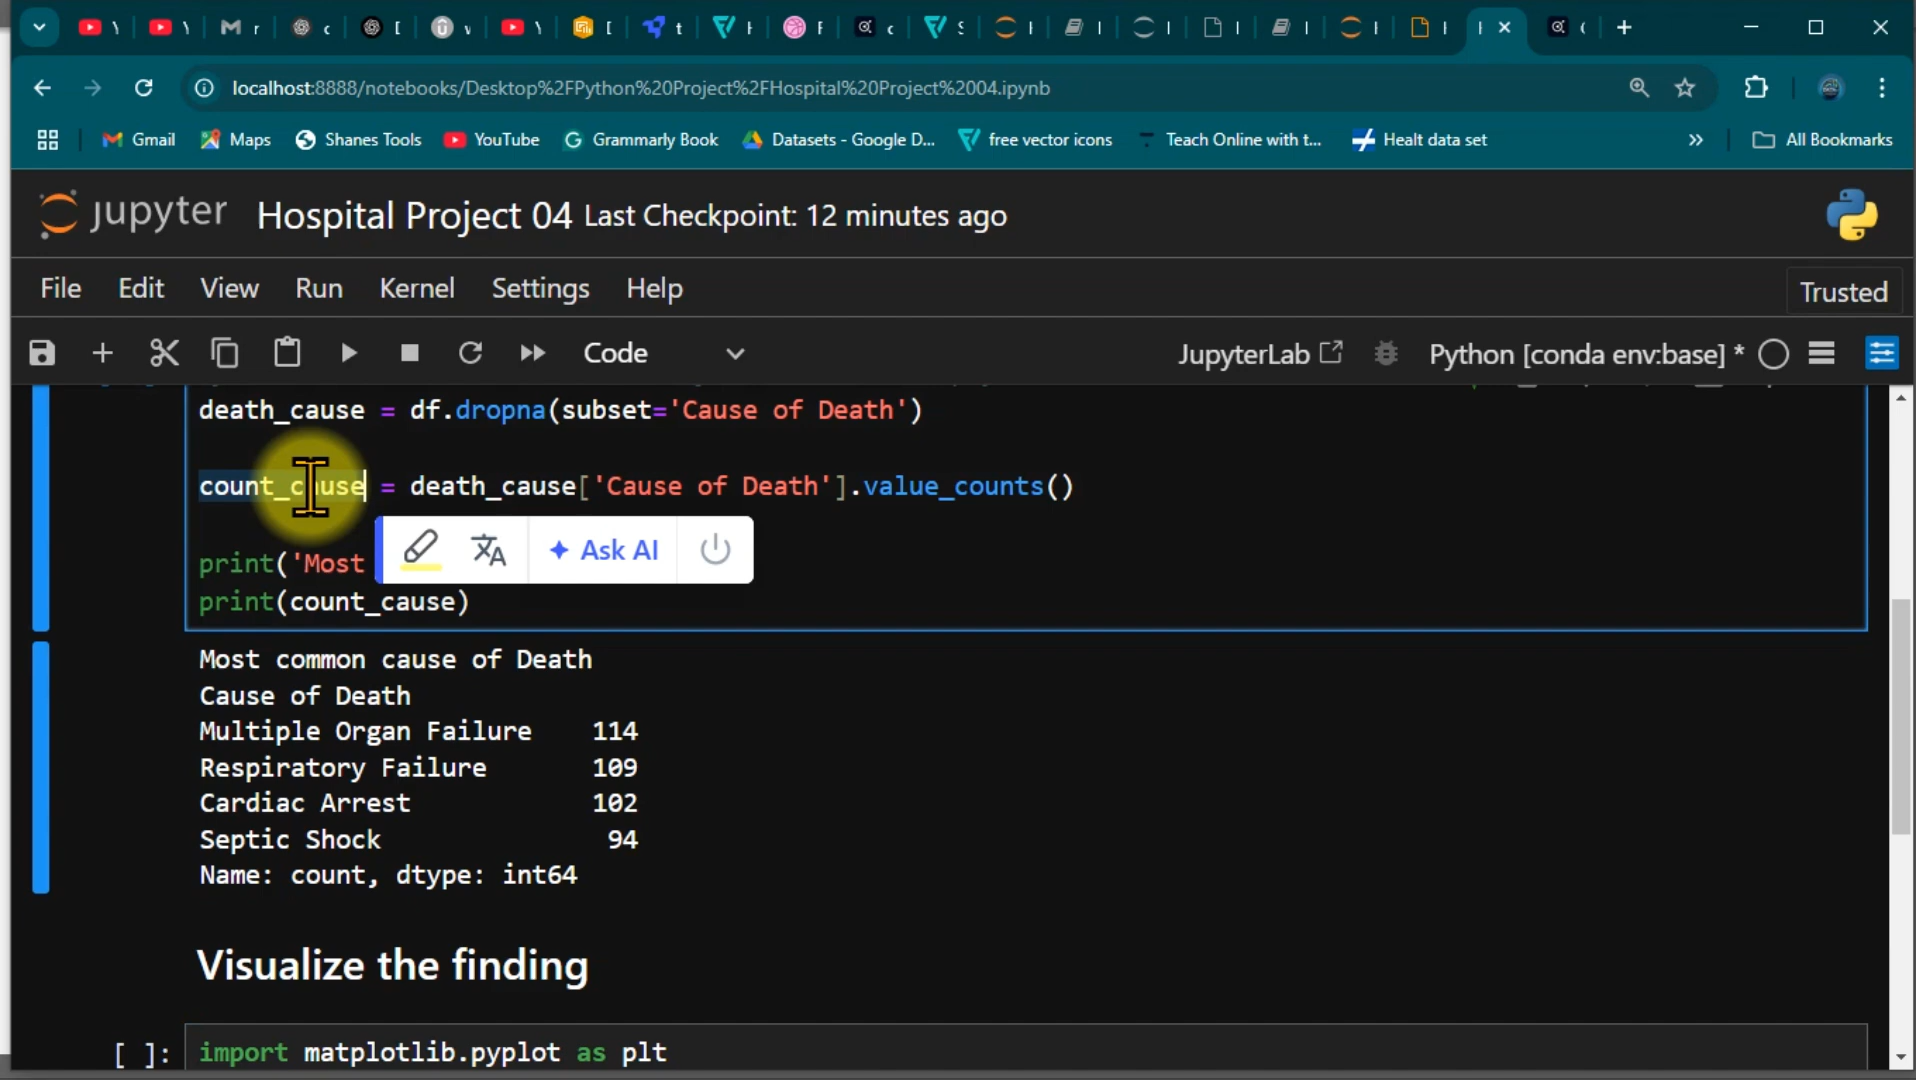 localhost:8888/notebooks/Desktop%2FPython%20Project%2FHospital%20Project%2004.ipynb
Gmail Maps Shanes Tools YouTube Grammarly Book Datasets - Google D... free vector icons Teach Online with t... Healt data set » All Bookmarks
jupyter Hospital Project 04 Last Checkpoint: 12 minutes ago
File Edit View Run Kernel Settings Help Trusted
Code JupyterLab Python [conda env:base] *
death_cause = df.dropna(subset='Cause of Death')
count_cause = death_cause['Cause of Death'].value_counts()
Ask AI
print('Most
print(count_cause)
Most common cause of Death
Cause of Death
Multiple Organ Failure 114
Respiratory Failure 109
Cardiac Arrest 102
Septic Shock 94
Name: count, dtype: int64
Visualize the finding
[ ]: import matplotlib.pyplot as plt